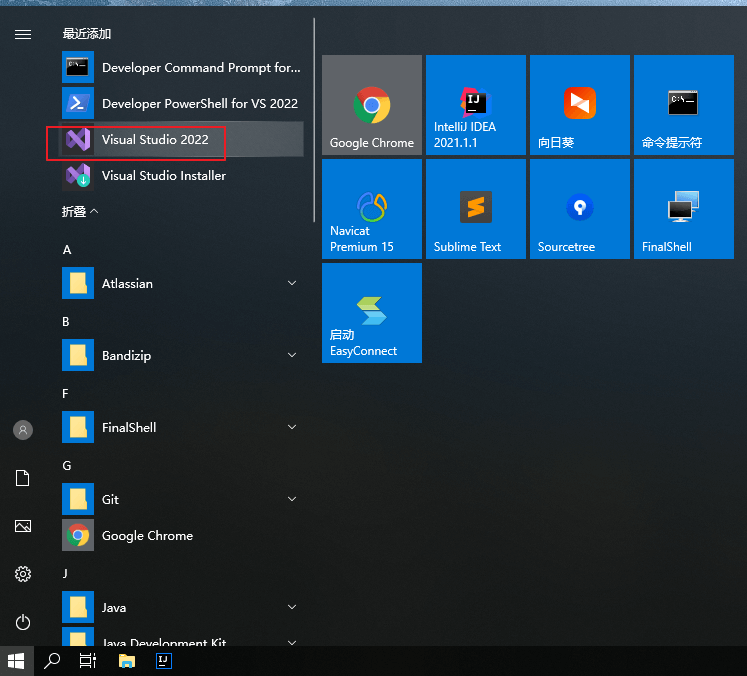 最近添加
Developer Command Prompt for...
Developer PowerShell for VS 2022
Visual Studio 2022
Visual Studio Installer
折叠
A
Atlassian
B
Bandizip
F
FinalShell
G
Git
Google Chrome
J
Java
Java Development Kit
Google Chrome
IntelliJ IDEA
2021.1.1
向日葵
命令提示符
Navicat
Premium 15
Sublime Text
Sourcetree
FinalShell
启动
EasyConnect